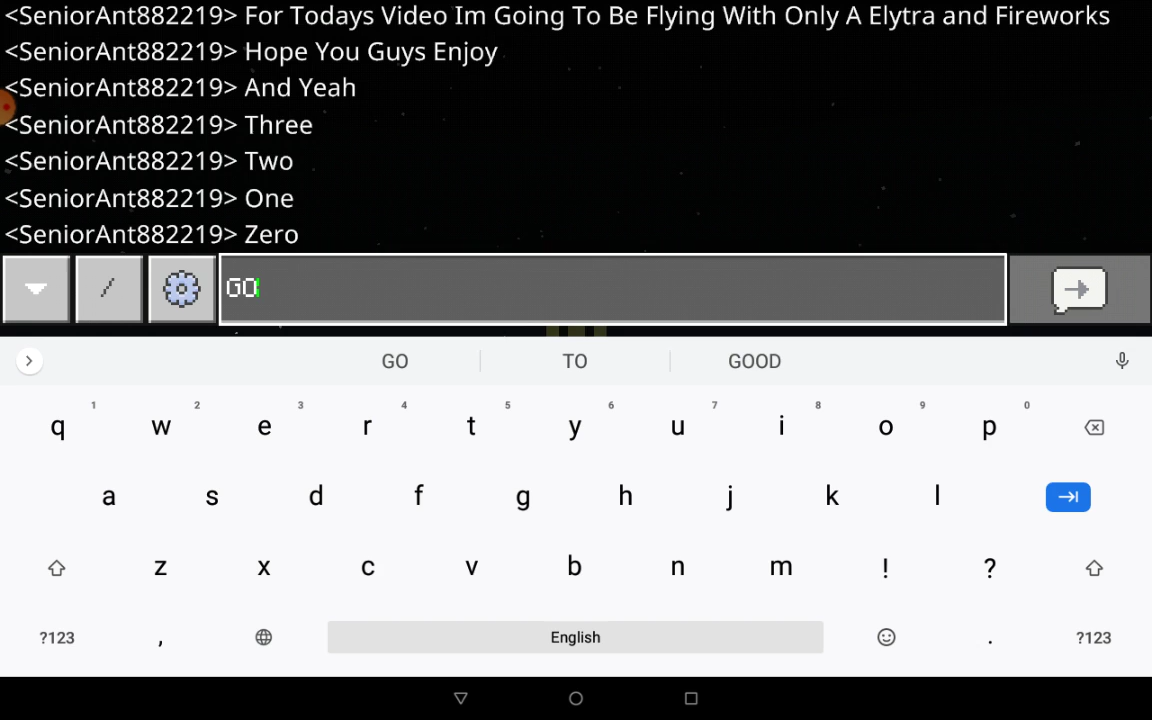 <SeniorAnt882219> For Todays Video Im Going To Be Flying With Only A Elytra and Fireworks
<SeniorAnt882219> Hope You Guys Enjoy
<SeniorAnt882219> And Yeah
<SeniorAnt882219> Three
<SeniorAnt882219> Two
<SeniorAnt882219> One
<SeniorAnt882219> Zero
/ GO
GO TO GOOD
1 2 3 4 5 6 7 8 9 0
q w e r t y u i o p
a s d f g h j k l
z x c v b n m ! ?
?123 , English . ?123